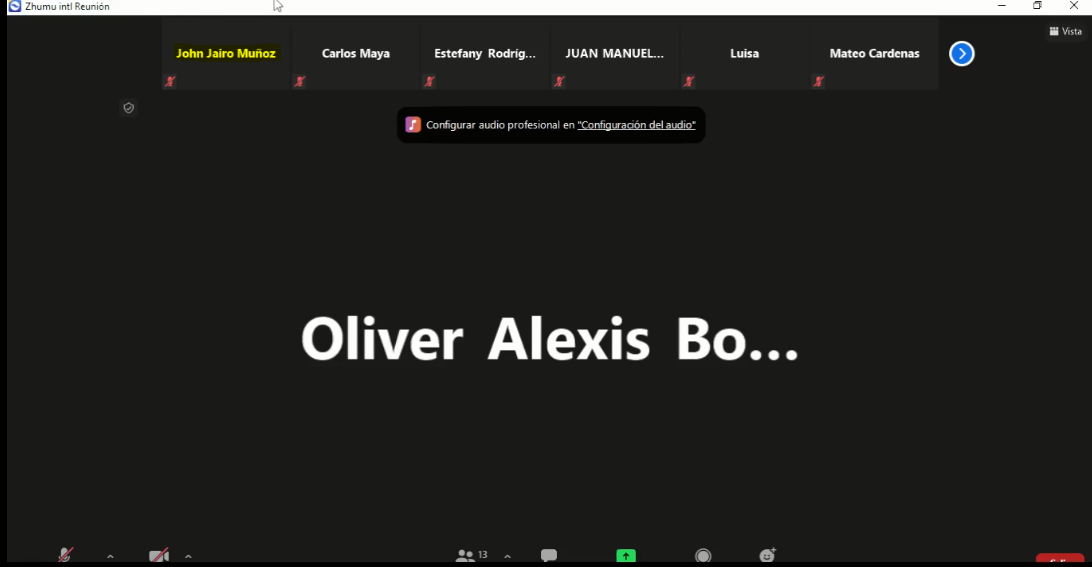 Zhumu intl Reunión
Vista
John Jairo Muñoz
Carlos Maya
Estefany Rodríg...
JUAN MANUEL...
Luisa
Mateo Cardenas
Configurar audio profesional en "Configuración del audio"
Oliver Alexis Bo...
13